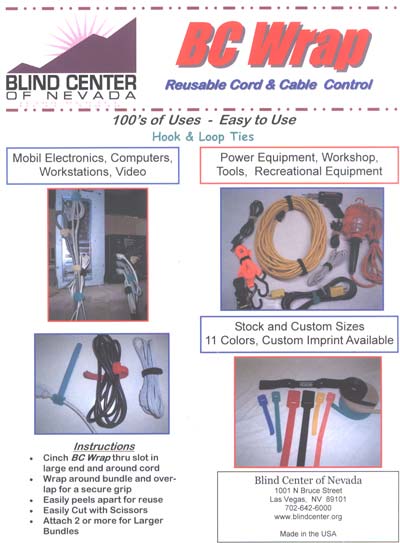 BLIND CENTER
OF NEVADA
BC Wrap
Reusable Cord & Cable Control
100's of Uses - Easy to Use
Hook & Loop Ties
Mobil Electronics, Computers,
Workstations, Video
Power Equipment, Workshop,
Tools, Recreational Equipment
Stock and Custom Sizes
11 Colors, Custom Imprint Available
Instructions
• Cinch BC Wrap thru slot in
large end and around cord
• Wrap around bundle and over-
lap for a secure grip
• Easily peels apart for reuse
• Easily Cut with Scissors
• Attach 2 or more for Larger
Bundles
Blind Center of Nevada
1001 N Bruce Street
Las Vegas, NV 89101
702-642-6000
www.blindcenter.org
Made in the USA